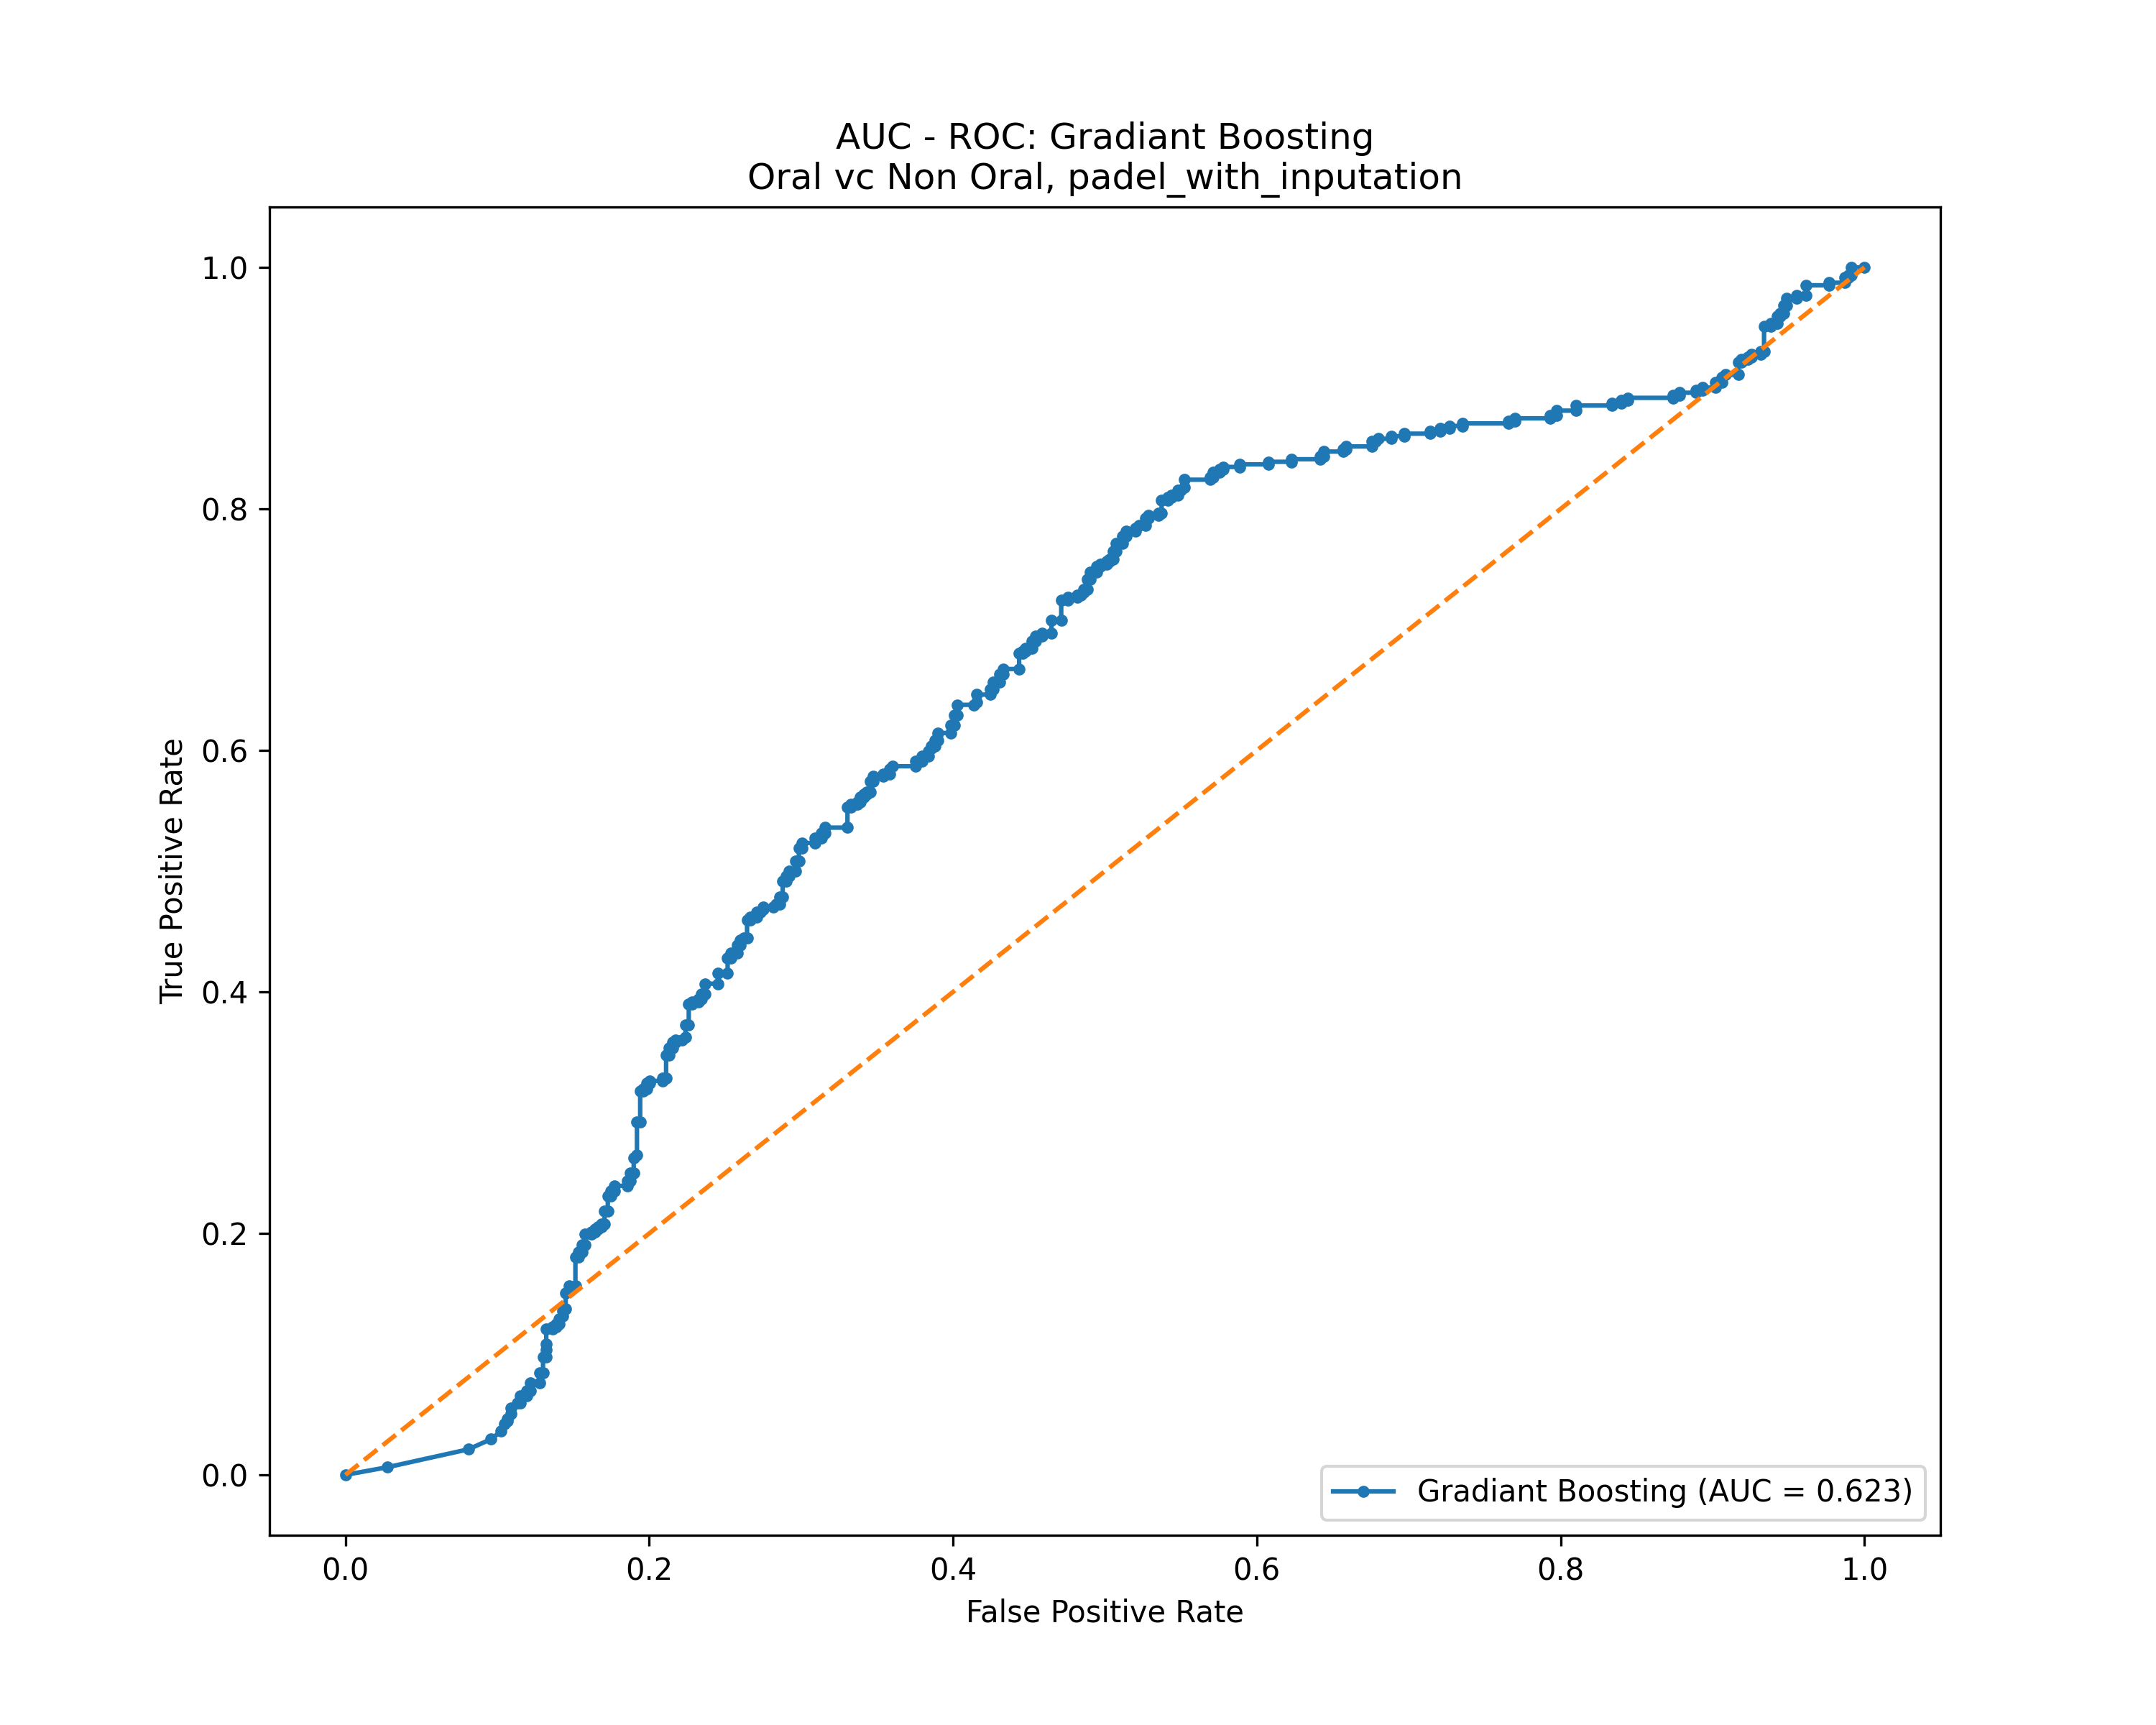 AUC - ROC: Gradiant Boosting
Oral vc Non Oral, padel_with_inputation
1.0
0.8
0.6
0.4
0.2
0.0
True Positive Rate
Gradiant Boosting (AUC = 0.623)
0.0 0.2 0.4 0.6 0.8 1.0
False Positive Rate